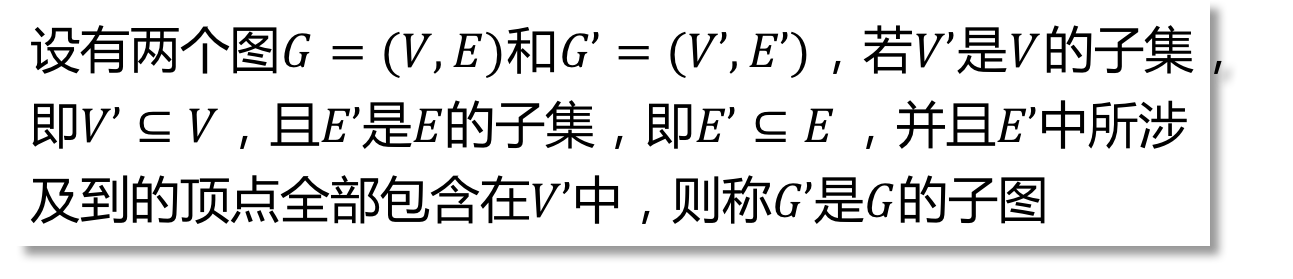 设有两个图G = (V, E)和G’ = (V’, E’)，若V’是V的子集，
即V’ ⊆ V，且E’是E的子集，即E’ ⊆ E ，并且E’中所涉
及到的顶点全部包含在V’中，则称G’是G的子图